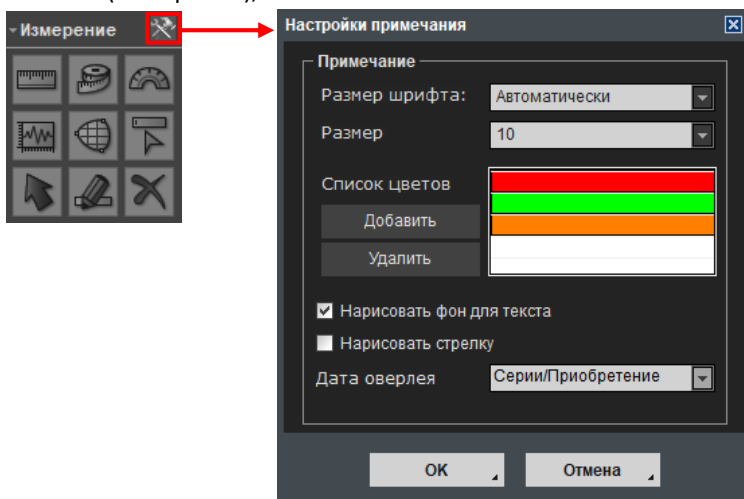 Измерение
Настройки примечания
Примечание
Размер шрифта:
Автоматически
Размер
10
Список цветов
Добавить
Удалить
Нарисовать фон для текста
Нарисовать стрелку
Дата оверлея
Серии/Приобретение
OK
Отмена